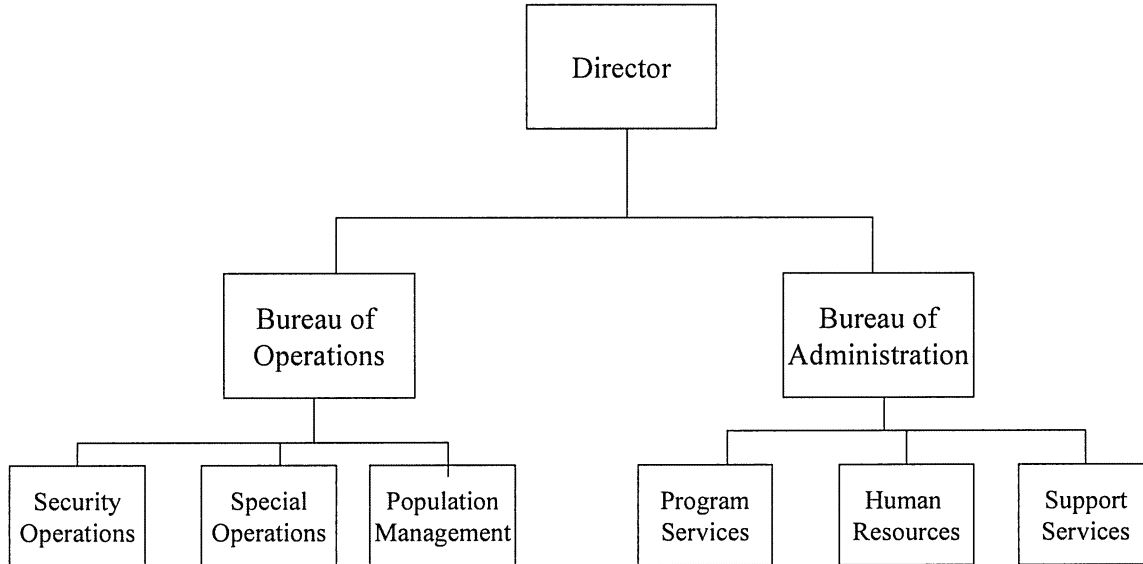 Director
Bureau of
Operations
Bureau of
Administration
Security
Operations
Special
Operations
Population
Management
Program
Services
Human
Resources
Support
Services